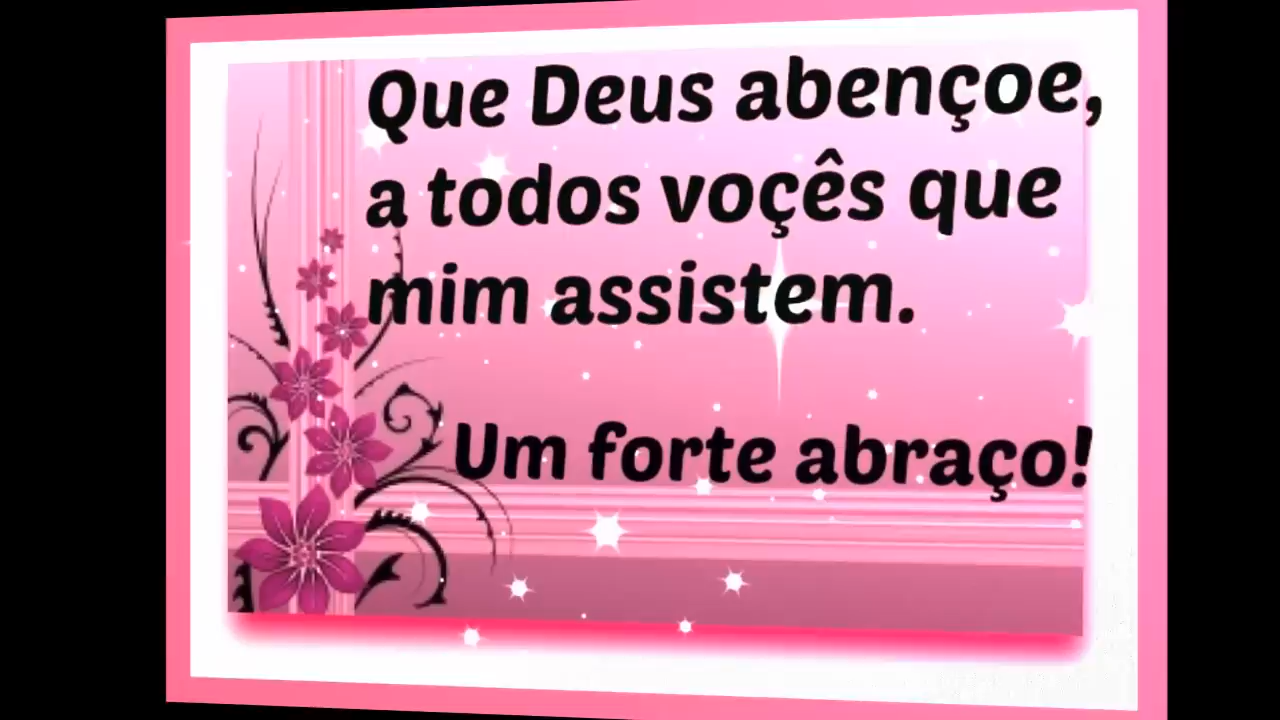 Que Deus abençoe,
a todos voçês que
mim assistem.
Um forte abraço!